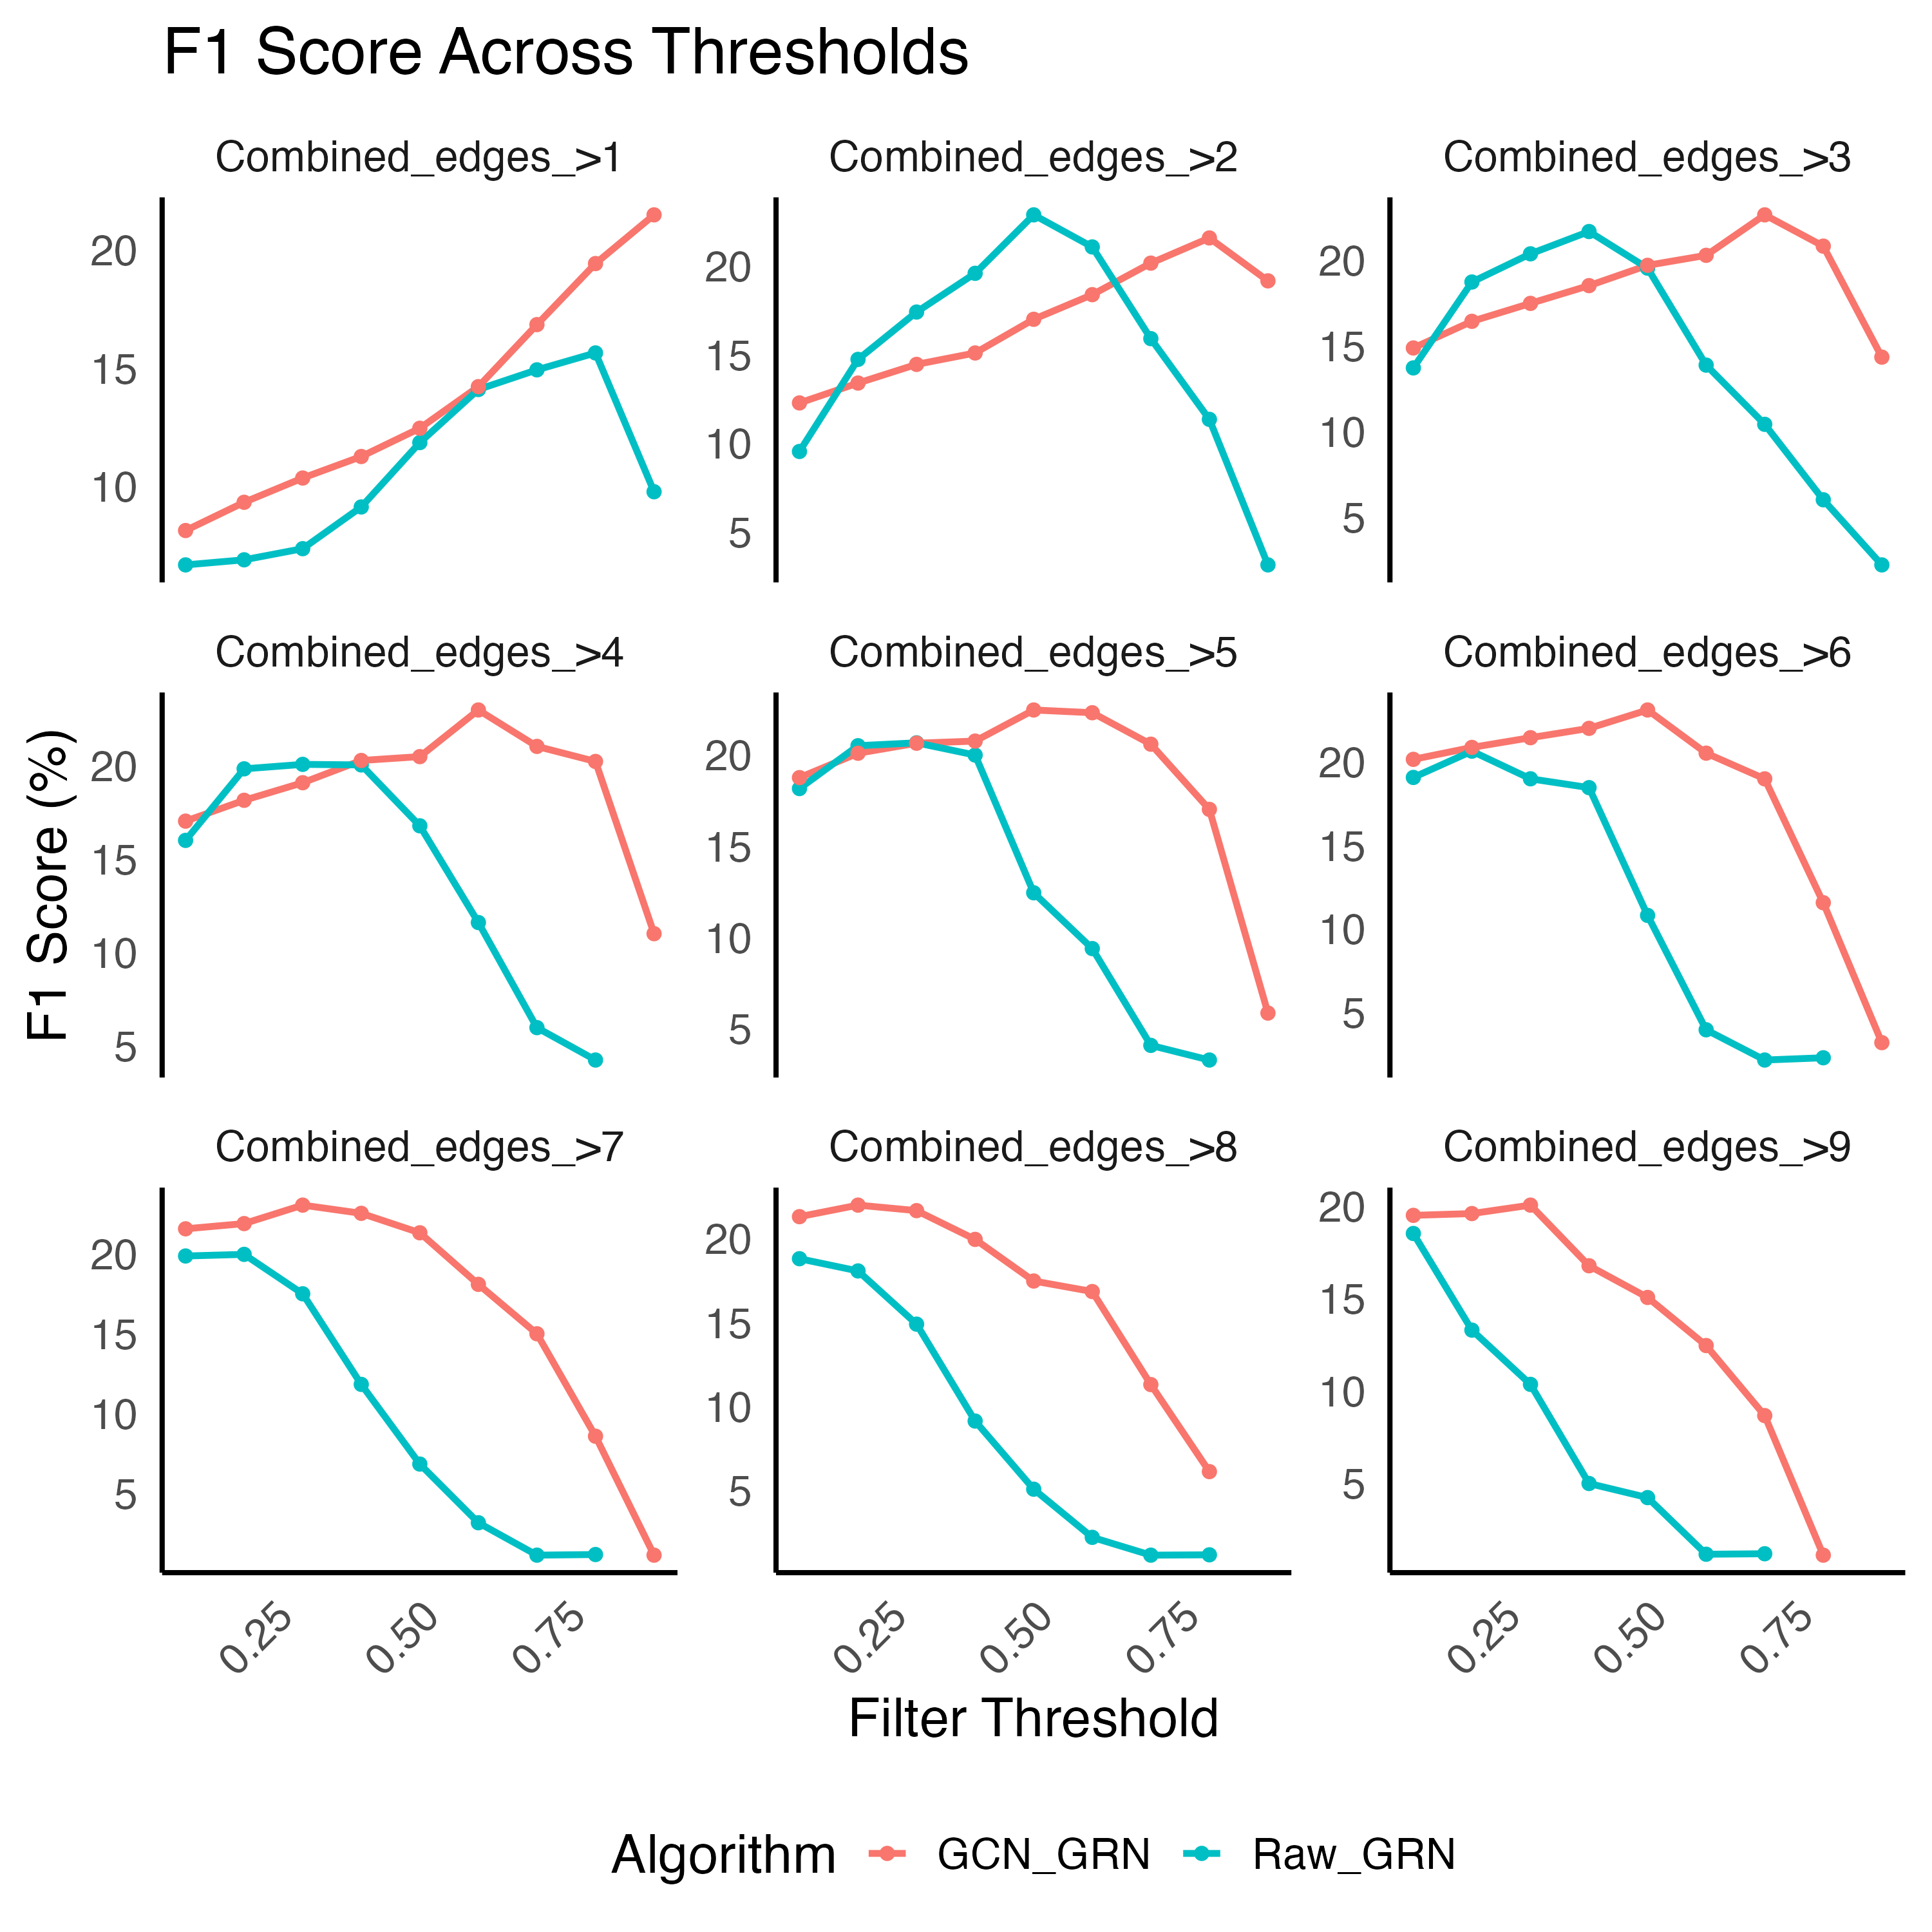 F1 Score Across Thresholds
Combined_edges_>1
Combined_edges_>2
Combined_edges_>3
20
15
10
20
15
10
5
20
15
10
5
Combined_edges_>4
Combined_edges_>5
Combined_edges_>6
F1 Score (%)
20
15
10
5
20
15
10
5
20
15
10
5
Combined_edges_>7
Combined_edges_>8
Combined_edges_>9
20
15
10
5
20
15
10
5
20
15
10
5
0.25 0.50 0.75
0.25 0.50 0.75
0.25 0.50 0.75
Filter Threshold
Algorithm GCN_GRN Raw_GRN